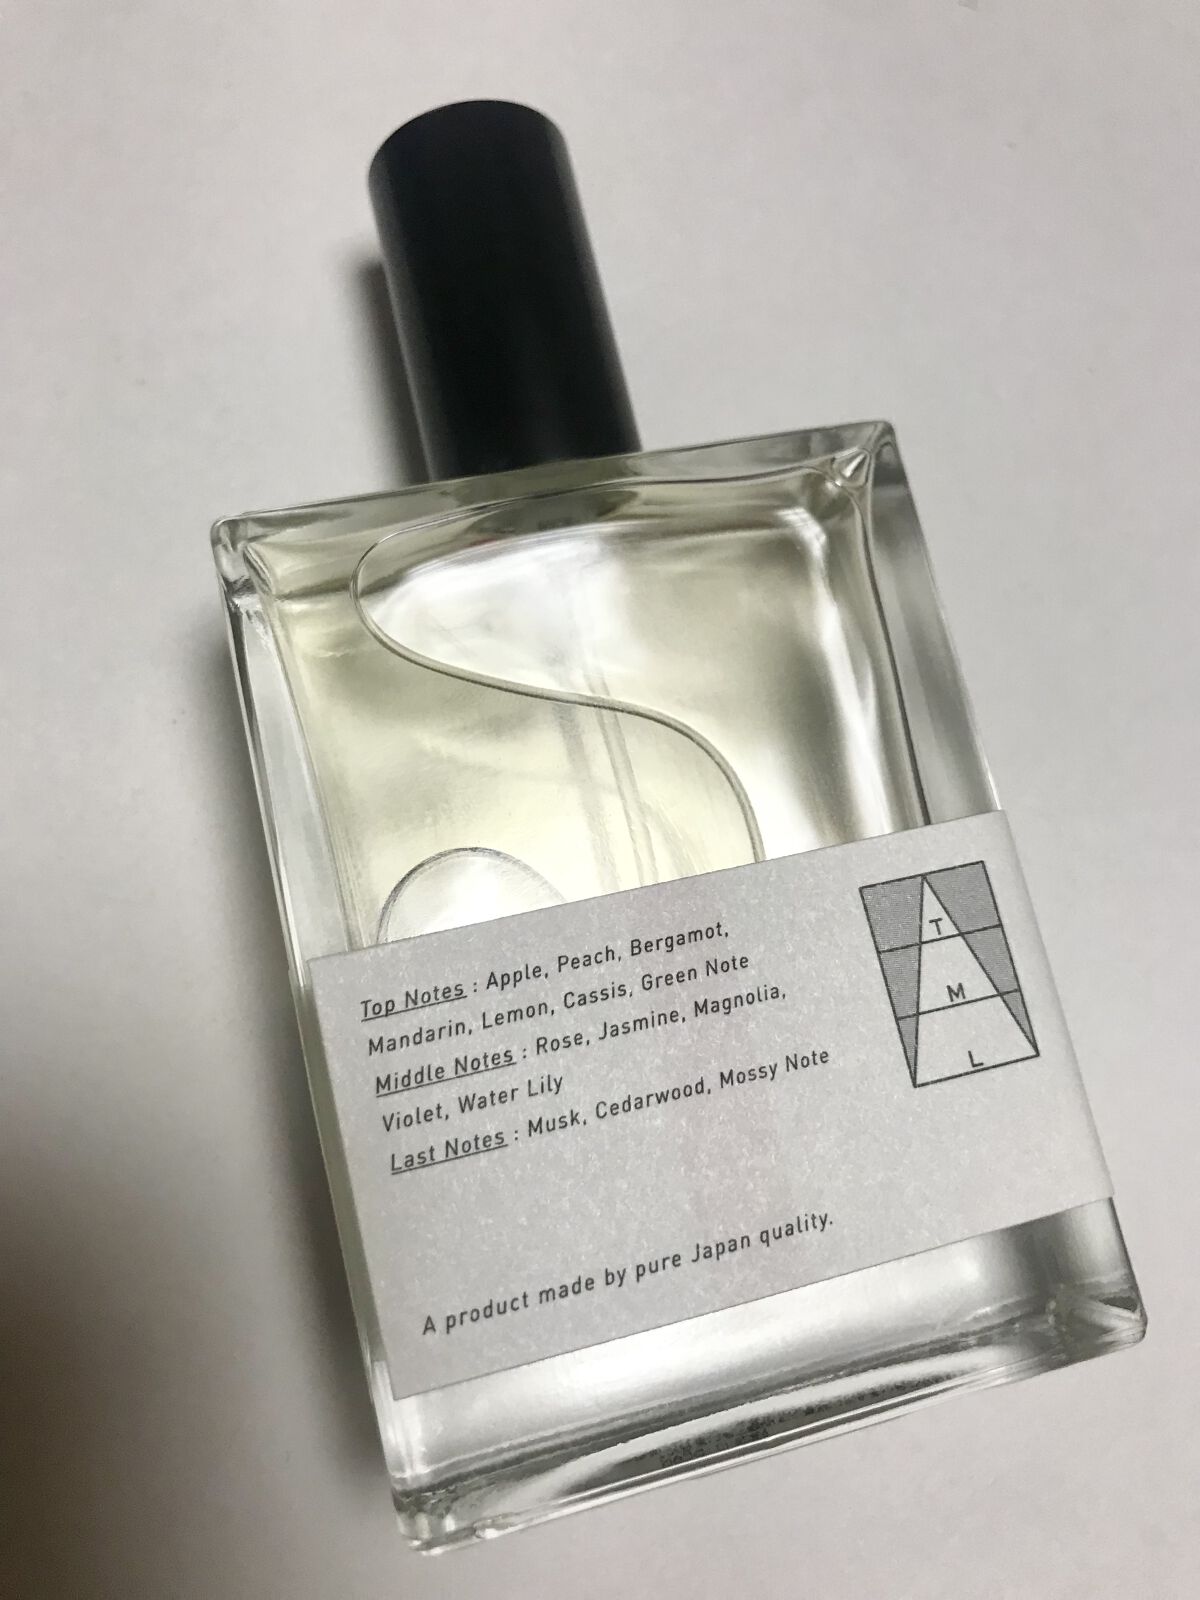 Top Notes : Apple, Peach, Bergamot,
Mandarin, Lemon, Cassis, Green Note
Middle Notes : Rose, Jasmine, Magnolia,
Violet, Water Lily
Last Notes : Musk, Cedarwood, Mossy Note
A product made by pure Japan quality.
T
M
L